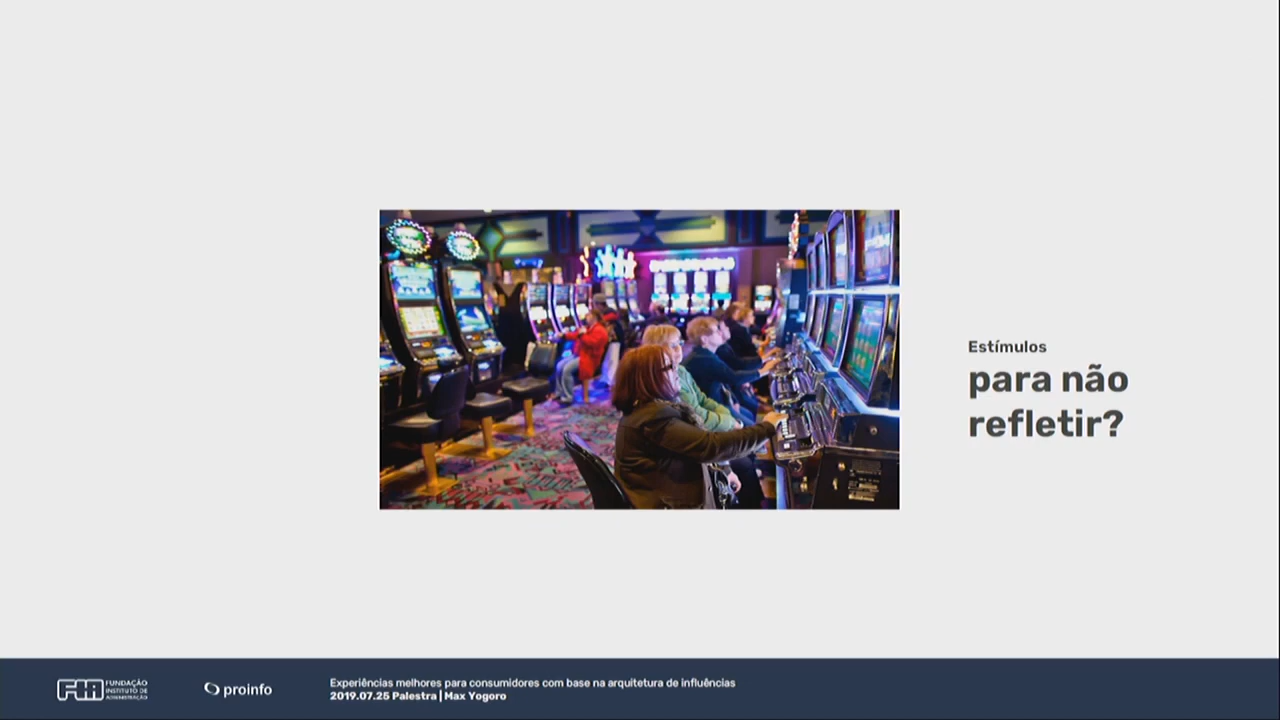 Estímulos
para não
refletir?
FIA
FUNDAÇÃO
INSTITUTO DE
ADMINISTRAÇÃO
proinfo
Experiências melhores para consumidores com base na arquitetura de influências
2019.07.25 Palestra | Max Yogoro